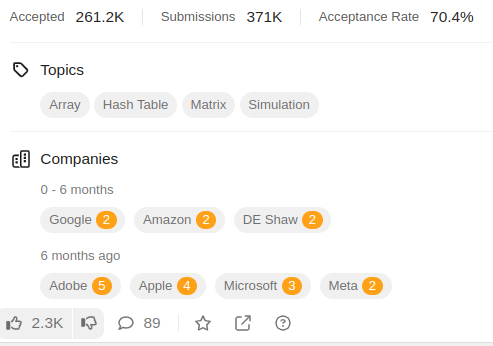 Accepted 261.2K Submissions 371K Acceptance Rate 70.4%
Topics
Array Hash Table Matrix Simulation
Companies
0 - 6 months
Google 2 Amazon 2 DE Shaw 2
6 months ago
Adobe 5 Apple 4 Microsoft 3 Meta 2
2.3K 89